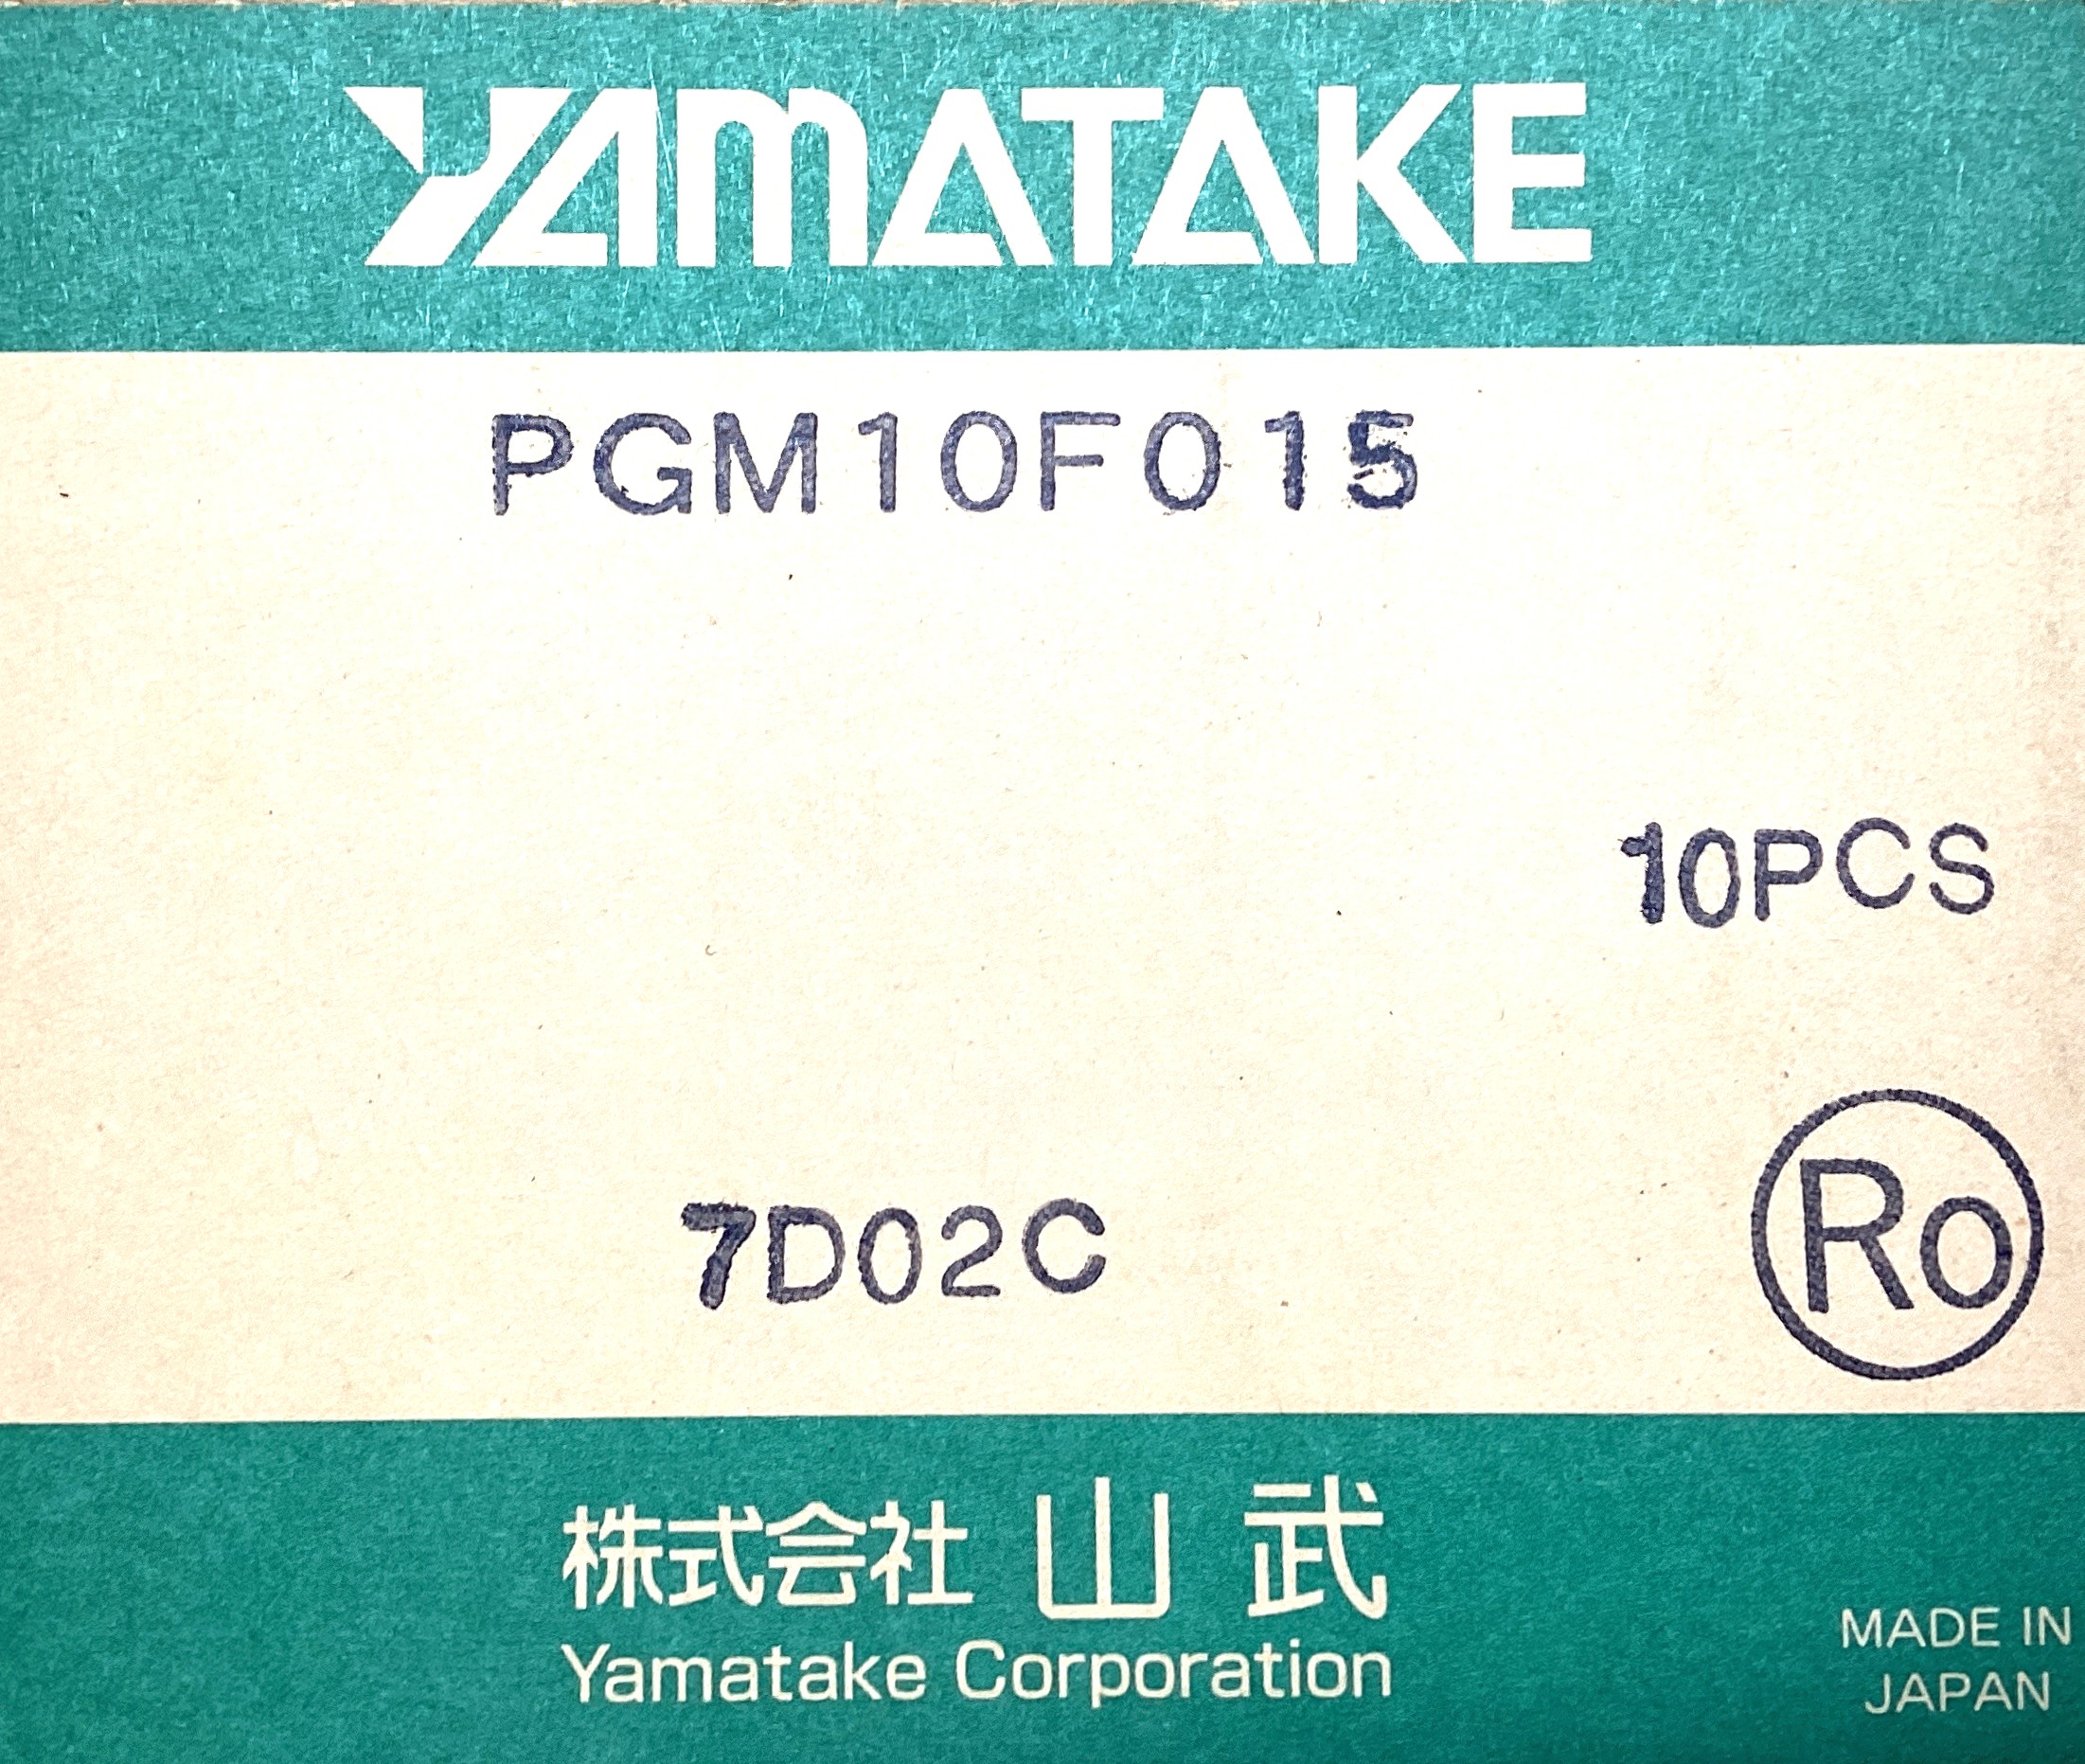 YAMATAKE
PGM10F015
10PCS
7D02C
Ro
株式会社 山武
Yamatake Corporation
MADE IN
JAPAN